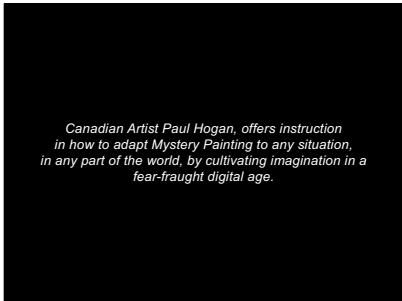 Canadian Artist Paul Hogan, offers instruction
in how to adapt Mystery Painting to any situation,
in any part of the world, by cultivating imagination in a
fear-fraught digital age.